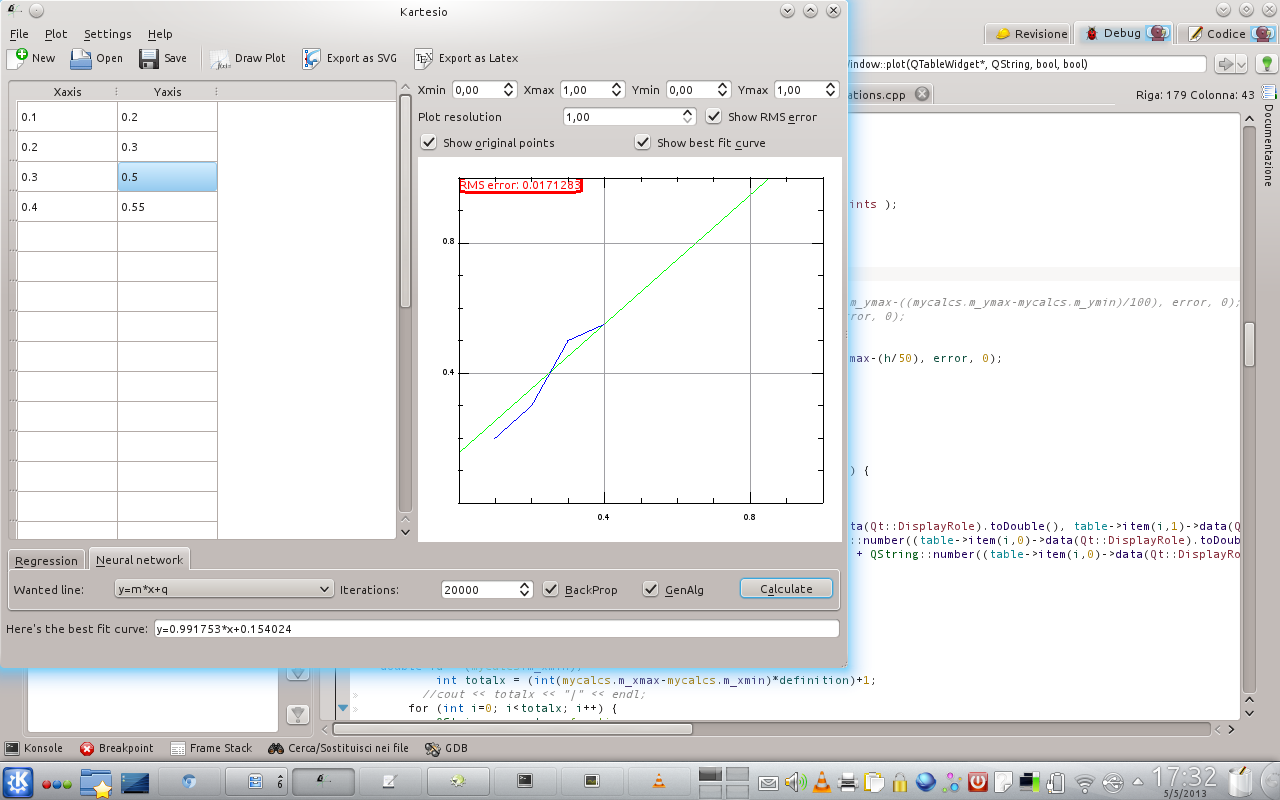 Kartesio
File Plot Settings Help
New Open Save Draw Plot Export as SVG Export as Latex
Xaxis Yaxis
0.1 0.2
0.2 0.3
0.3 0.5
0.4 0.55
Xmin 0,00 Xmax 1,00 Ymin 0,00 Ymax 1,00
Plot resolution 1,00 Show RMS error
Show original points Show best fit curve
RMS error: 0.0171283
0.8
0.4
0.4 0.8
Regression Neural network
Wanted line: y=m*x+q Iterations: 20000 BackProp GenAlg Calculate
Here's the best fit curve: y=0.991753*x+0.154024
Revisione Debug Codice
indow::plot(QTableWidget*, QString, bool, bool)
ations.cpp Riga: 179 Colonna: 43
Documentazione
ints );
m_ymax-((mycalcs.m_ymax-mycalcs.m_ymin)/100), error, 0);
ror, 0);
max-(h/50), error, 0);
) {
ta(Qt::DisplayRole).toDouble(), table->item(i,1)->data(Q
::number((table->item(i,0)->data(Qt::DisplayRole).toDoub
+ QString::number((table->item(i,0)->data(Qt::DisplayRo
int totalx = (int(mycalcs.m_xmax-mycalcs.m_xmin)*definition)+1;
//cout << totalx << "|" << endl;
for (int i=0; i<totalx; i++) {
Konsole Breakpoint Frame Stack Cerca/Sostituisci nei file GDB
6
17:32
5/5/2013